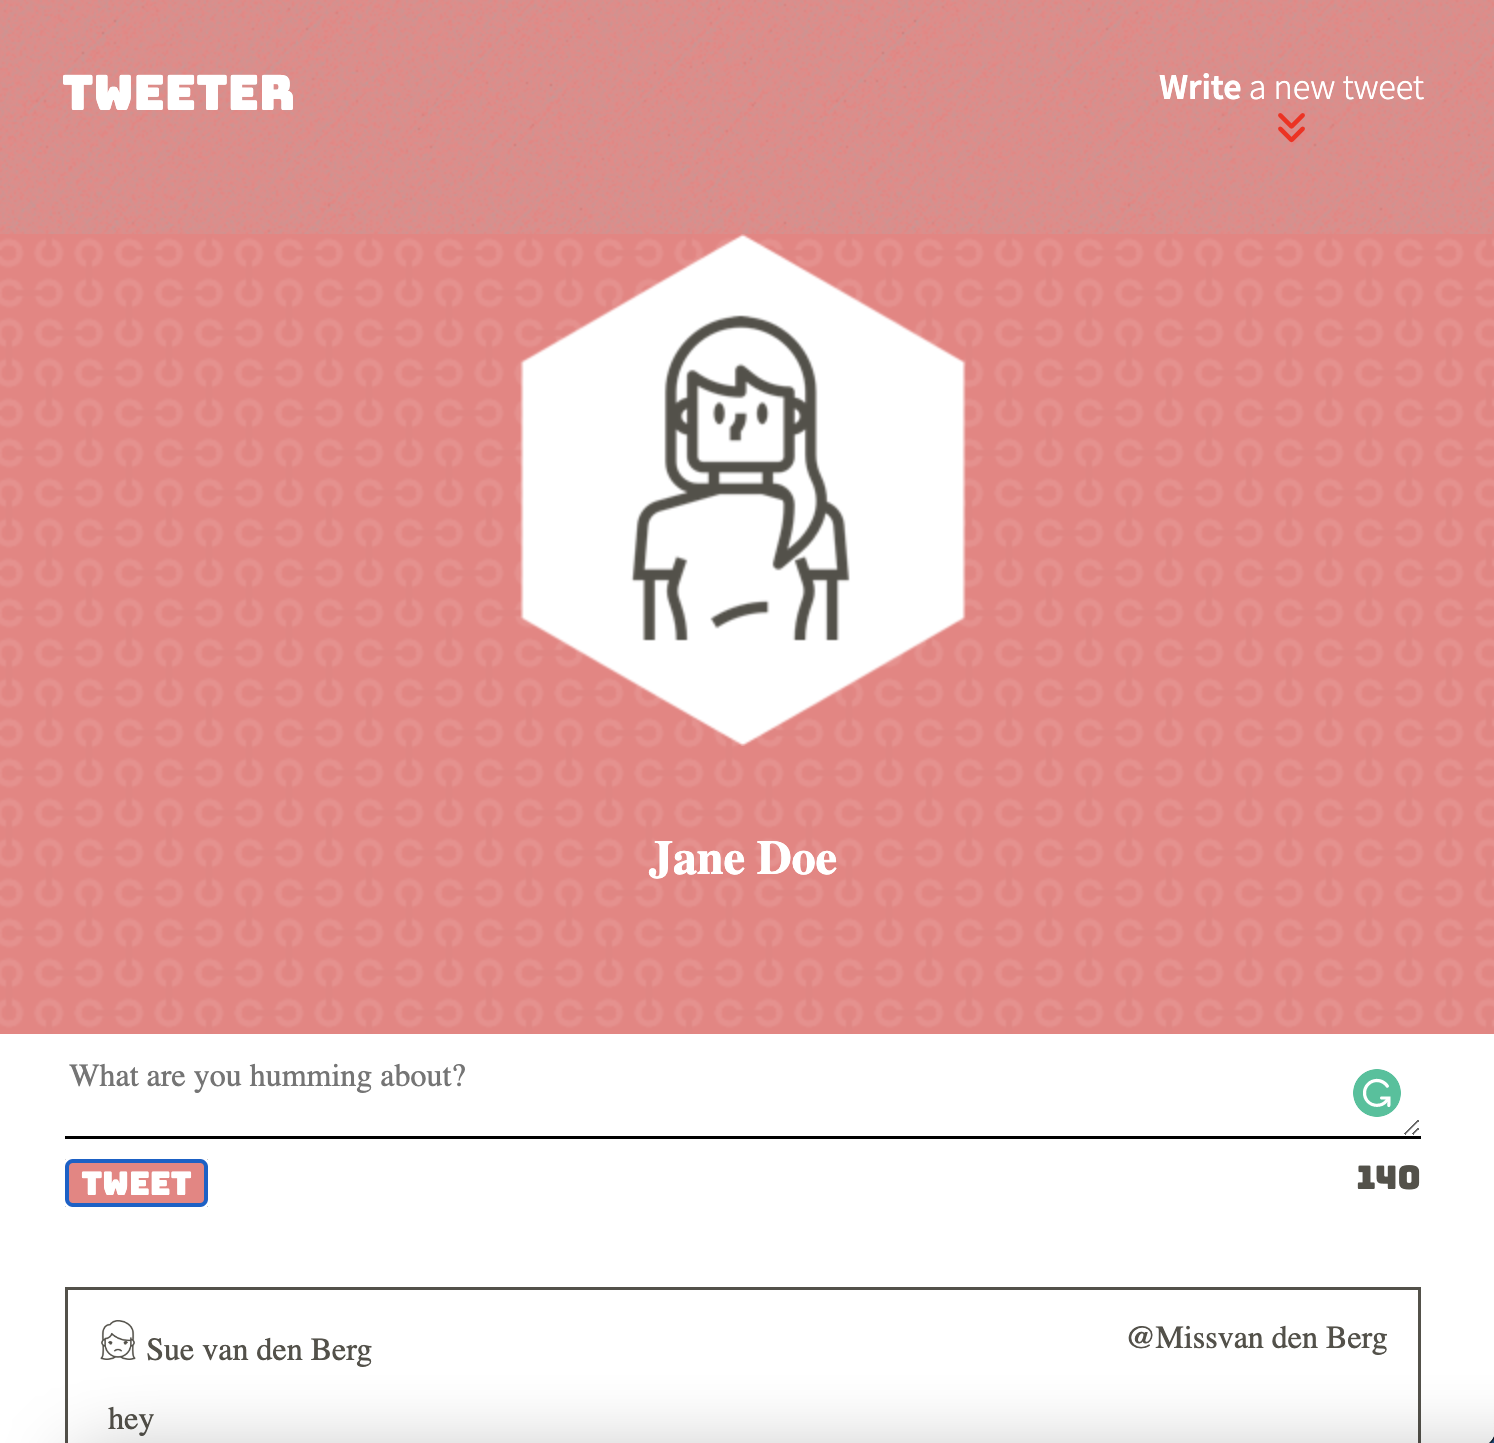 TWEETER
Write a new tweet
Jane Doe
What are you humming about?
TWEET
140
Sue van den Berg
@Missvan den Berg
hey